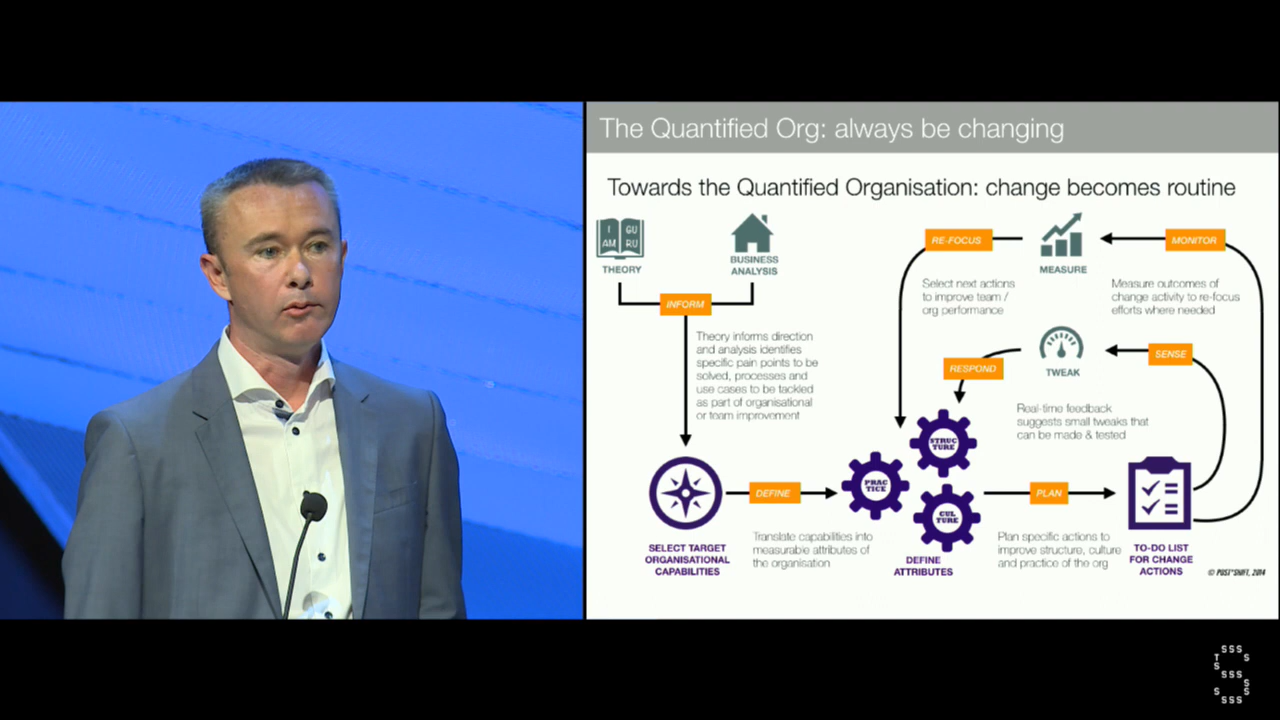 The Quantified Org: always be changing
Towards the Quantified Organisation: change becomes routine
I GU
AM RU
THEORY
BUSINESS
ANALYSIS
INFORM
Theory informs direction
and analysis identifies
specific pain points to be
solved, processes and
use cases to be tackled
as part of organisational
or team improvement
RE-FOCUS
MEASURE
MONITOR
Select next actions
to improve team /
org performance
Measure outcomes of
change activity to re-focus
efforts where needed
RESPOND
TWEAK
SENSE
Real-time feedback
suggests small tweaks that
can be made & tested
STRUC
TURE
PRAC
TICE
CUL
TURE
DEFINE
PLAN
SELECT TARGET
ORGANISATIONAL
CAPABILITIES
Translate capabilities into
measurable attributes of
the organisation
DEFINE
ATTRIBUTES
Plan specific actions to
improve structure, culture
and practice of the org
TO-DO LIST
FOR CHANGE
ACTIONS
© POST*SHIFT, 2014
SSS
T S
S
SSS
S
S S
SSS